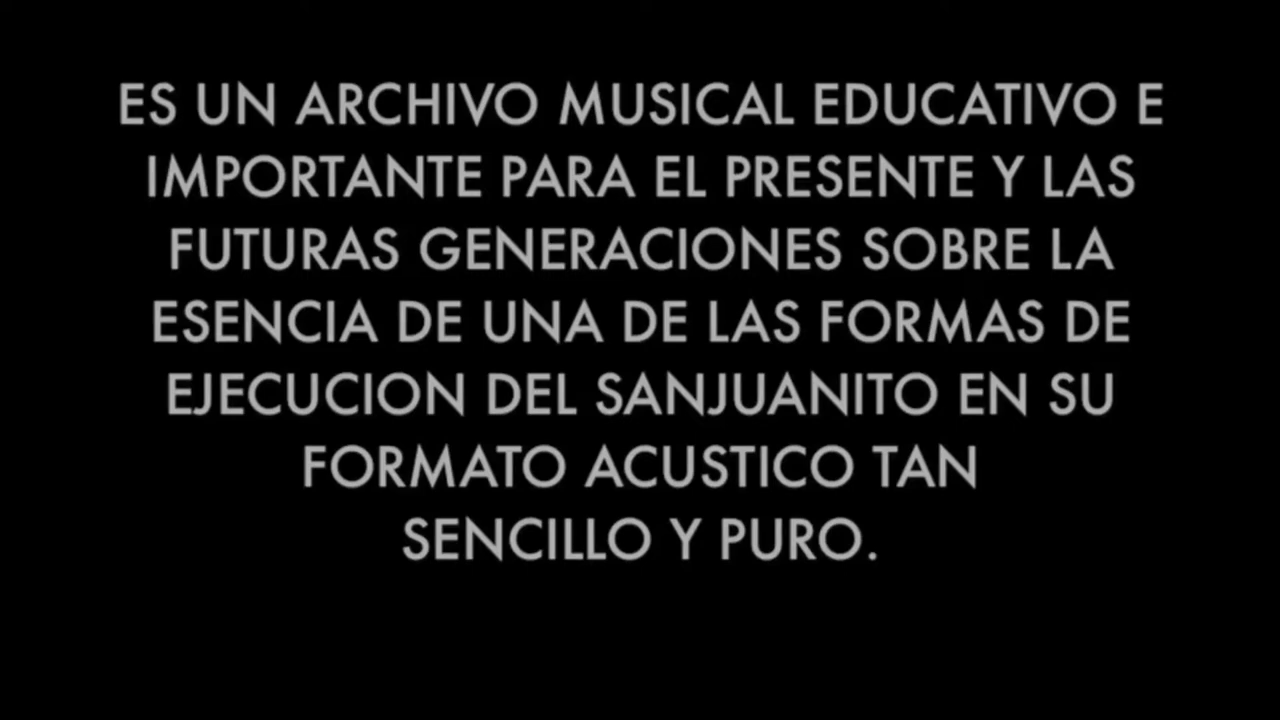 ES UN ARCHIVO MUSICAL EDUCATIVO E
IMPORTANTE PARA EL PRESENTE Y LAS
FUTURAS GENERACIONES SOBRE LA
ESENCIA DE UNA DE LAS FORMAS DE
EJECUCION DEL SANJUANITO EN SU
FORMATO ACUSTICO TAN
SENCILLO Y PURO.